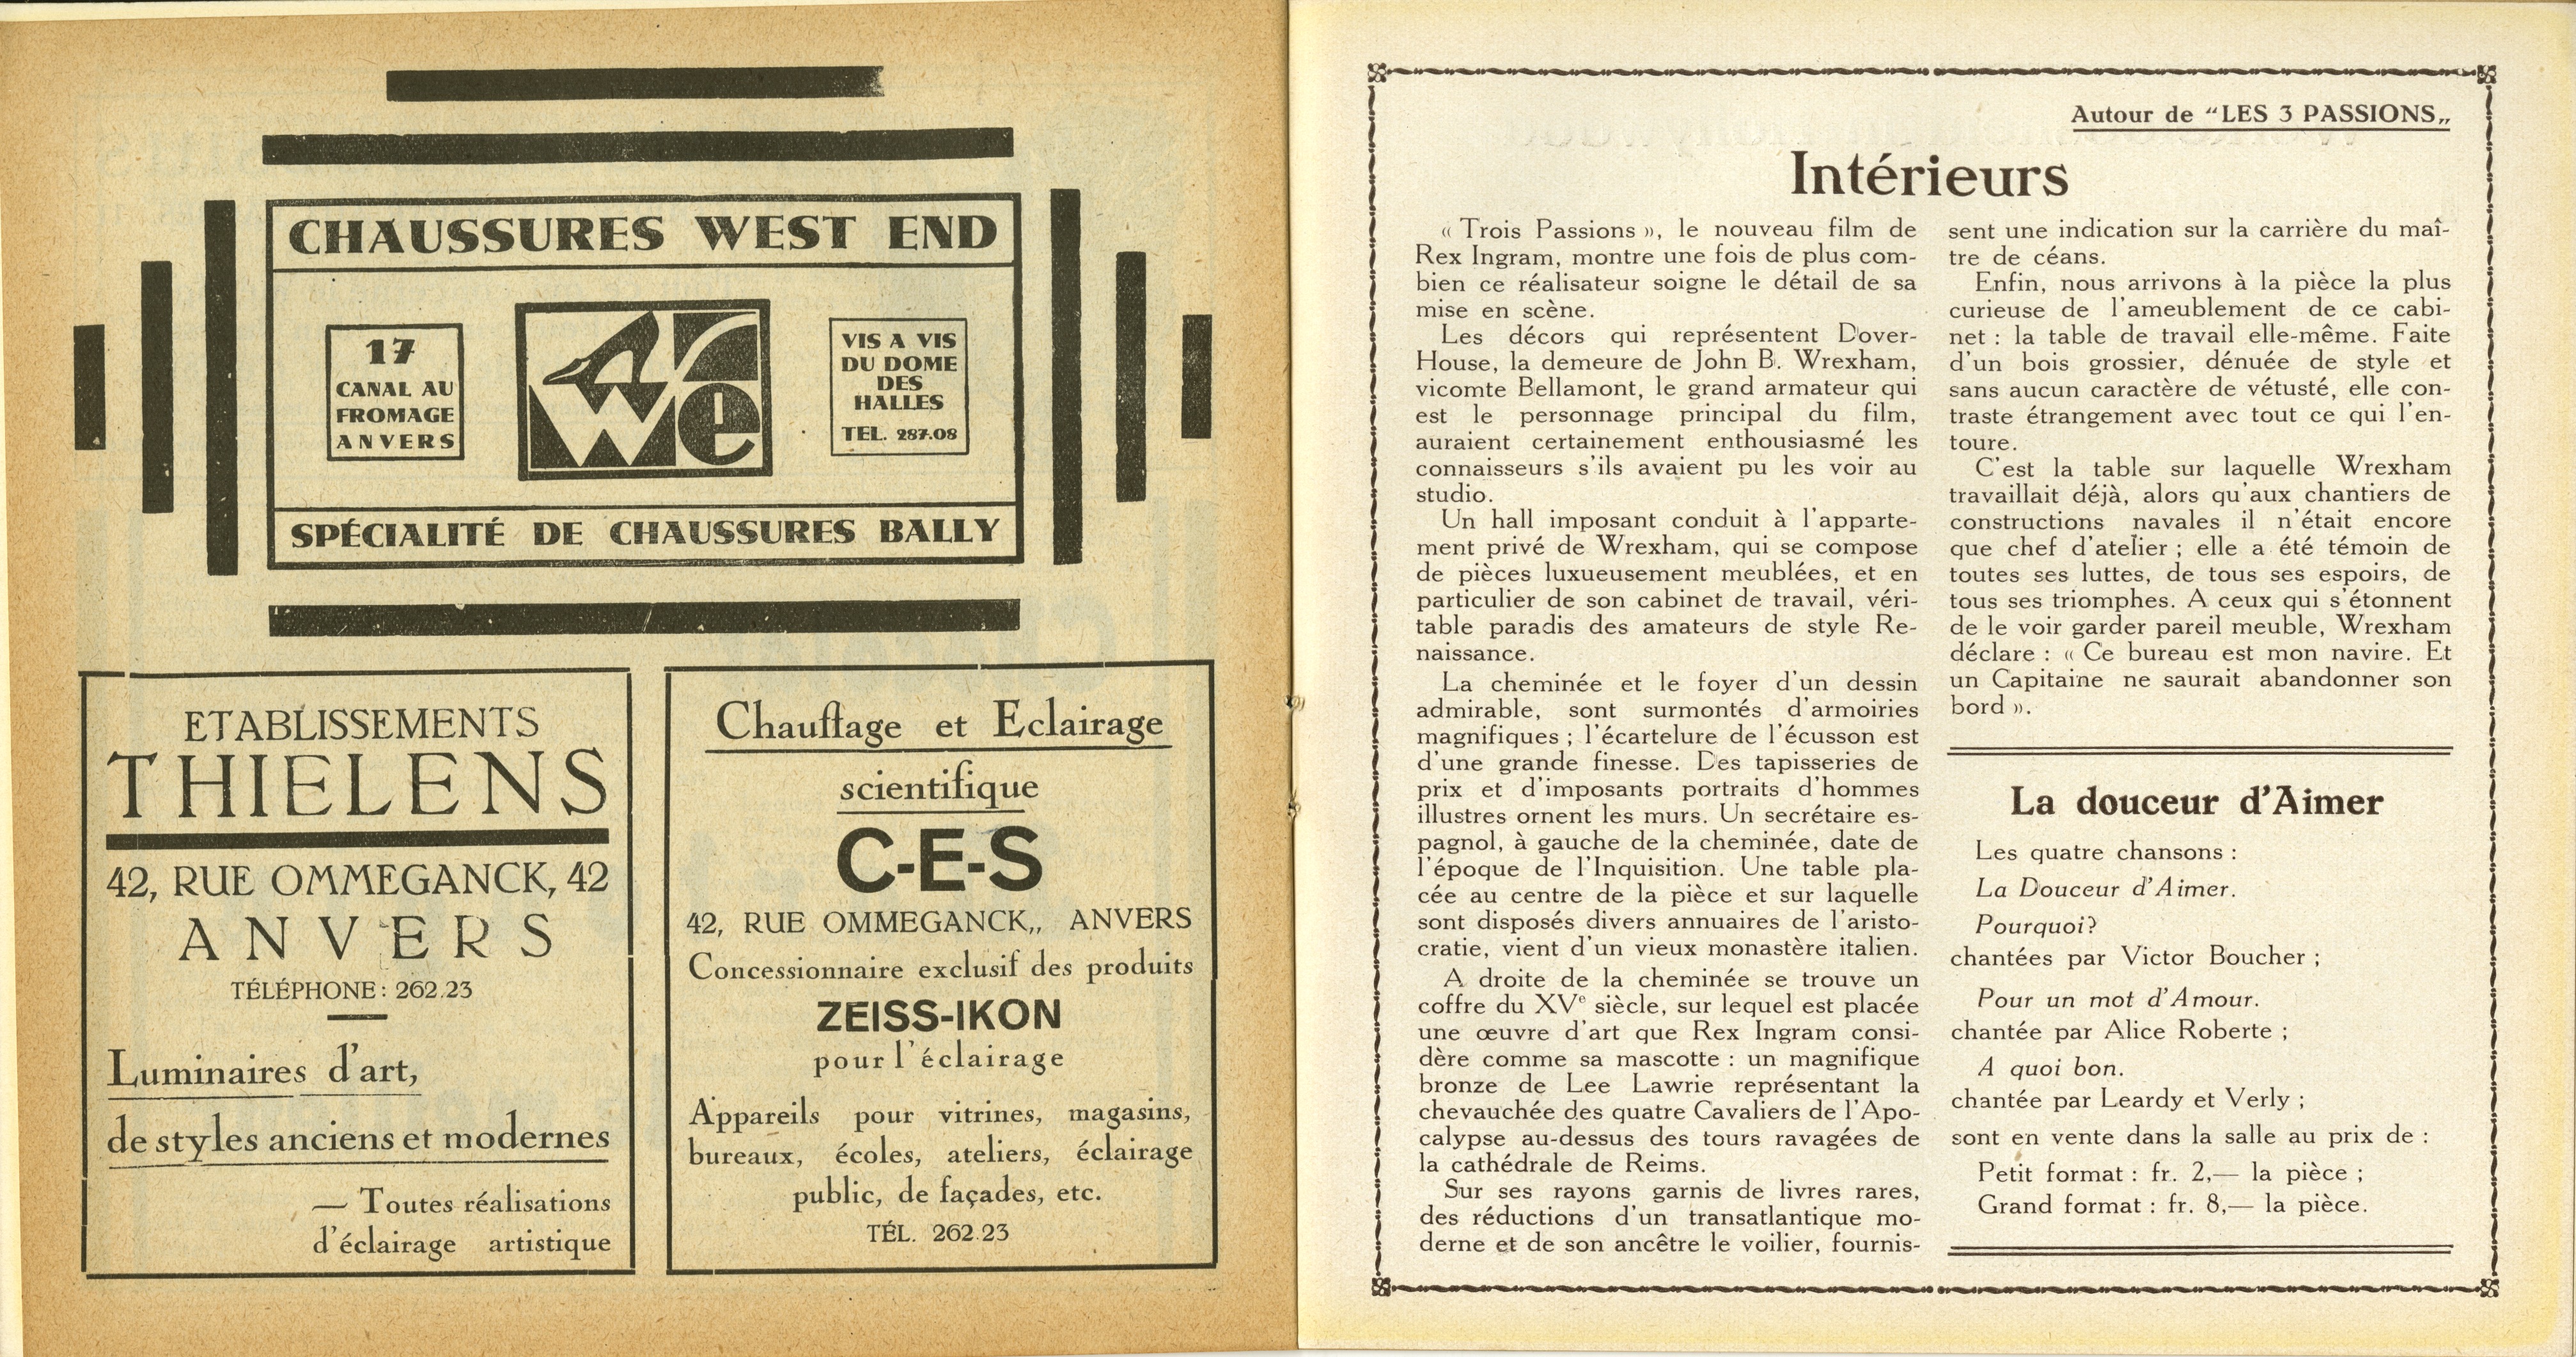 CHAUSSURES WEST END
17
CANAL AU
FROMAGE
ANVERS
We
VIS A VIS
DU DOME
DES
HALLES
TEL. 287.08
SPÉCIALITÉ DE CHAUSSURES BALLY
ETABLISSEMENTS
THIELENS
42, RUE OMMEGANCK, 42
ANVERS
TÉLÉPHONE: 262.23
Luminaires d'art,
de styles anciens et modernes
— Toutes réalisations
d'éclairage artistique
Chauffage et Eclairage
scientifique
C-E-S
42, RUE OMMEGANCK,, ANVERS
Concessionnaire exclusif des produits
ZEISS-IKON
pour l'éclairage
Appareils pour vitrines, magasins,
bureaux, écoles, ateliers, éclairage
public, de façades, etc.
TÉL. 262.23
Autour de "LES 3 PASSIONS„
Intérieurs
« Trois Passions », le nouveau film de
Rex Ingram, montre une fois de plus com-
bien ce réalisateur soigne le détail de sa
mise en scène.
Les décors qui représentent Dover-
House, la demeure de John B. Wrexham,
vicomte Bellamont, le grand armateur qui
est le personnage principal du film,
auraient certainement enthousiasmé les
connaisseurs s'ils avaient pu les voir au
studio.
Un hall imposant conduit à l'apparte-
ment privé de Wrexham, qui se compose
de pièces luxueusement meublées, et en
particulier de son cabinet de travail, véri-
table paradis des amateurs de style Re-
naissance.
La cheminée et le foyer d'un dessin
admirable, sont surmontés d'armoiries
magnifiques ; l'écartelure de l'écusson est
d'une grande finesse. Des tapisseries de
prix et d'imposants portraits d'hommes
illustres ornent les murs. Un secrétaire es-
pagnol, à gauche de la cheminée, date de
l'époque de l'Inquisition. Une table pla-
cée au centre de la pièce et sur laquelle
sont disposés divers annuaires de l'aristo-
cratie, vient d'un vieux monastère italien.
A droite de la cheminée se trouve un
coffre du XVe siècle, sur lequel est placée
une œuvre d'art que Rex Ingram consi-
dère comme sa mascotte : un magnifique
bronze de Lee Lawrie représentant la
chevauchée des quatre Cavaliers de l'Apo-
calypse au-dessus des tours ravagées de
la cathédrale de Reims.
Sur ses rayons garnis de livres rares,
des réductions d'un transatlantique mo-
derne et de son ancêtre le voilier, fournis-
sent une indication sur la carrière du maî-
tre de céans.
Enfin, nous arrivons à la pièce la plus
curieuse de l'ameublement de ce cabi-
net : la table de travail elle-même. Faite
d'un bois grossier, dénuée de style et
sans aucun caractère de vétusté, elle con-
traste étrangement avec tout ce qui l'en-
toure.
C'est la table sur laquelle Wrexham
travaillait déjà, alors qu'aux chantiers de
constructions navales il n'était encore
que chef d'atelier ; elle a été témoin de
toutes ses luttes, de tous ses espoirs, de
tous ses triomphes. A ceux qui s'étonnent
de le voir garder pareil meuble, Wrexham
déclare : « Ce bureau est mon navire. Et
un Capitaine ne saurait abandonner son
bord ».
La douceur d'Aimer
Les quatre chansons :
La Douceur d'Aimer.
Pourquoi?
chantées par Victor Boucher ;
Pour un mot d'Amour.
chantée par Alice Roberte ;
A quoi bon.
chantée par Leardy et Verly ;
sont en vente dans la salle au prix de :
Petit format : fr. 2,— la pièce ;
Grand format : fr. 8,— la pièce.